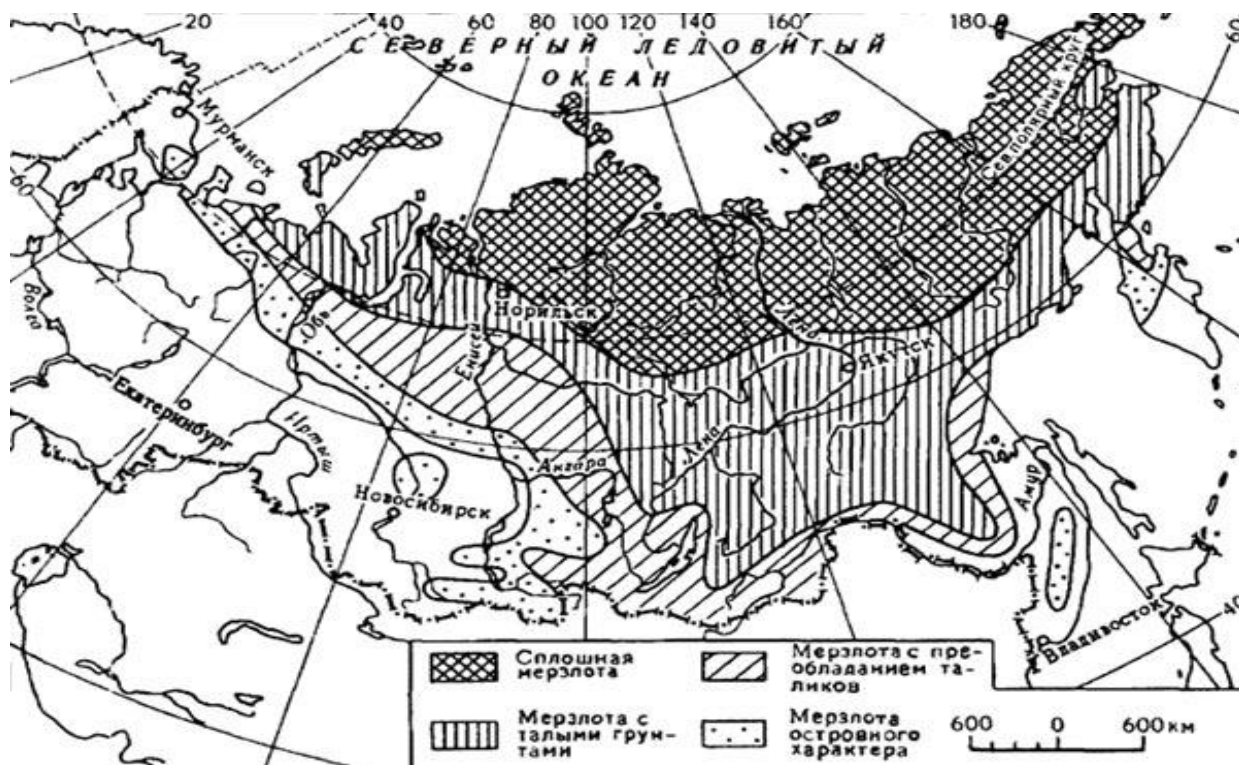 20 40 60 80 100 120 140 160 180 60
СЕВЕРНЫЙ ЛЕДОВИТЫЙ
ОКЕАН
Мурманск
Сев.полярный круг
60
Волга
Обь
Енисей
Норильск
Лена
Якутск
Лена
Екатеринбург
Иртыш
Ангара
Новосибирск
Амур
Владивосток
40
Сплошная
мерзлота
Мерзлота с
талыми грун-
тами
Мерзлота с пре-
обладанием та-
ликов
Мерзлота
островного
характера
600 0 600 км